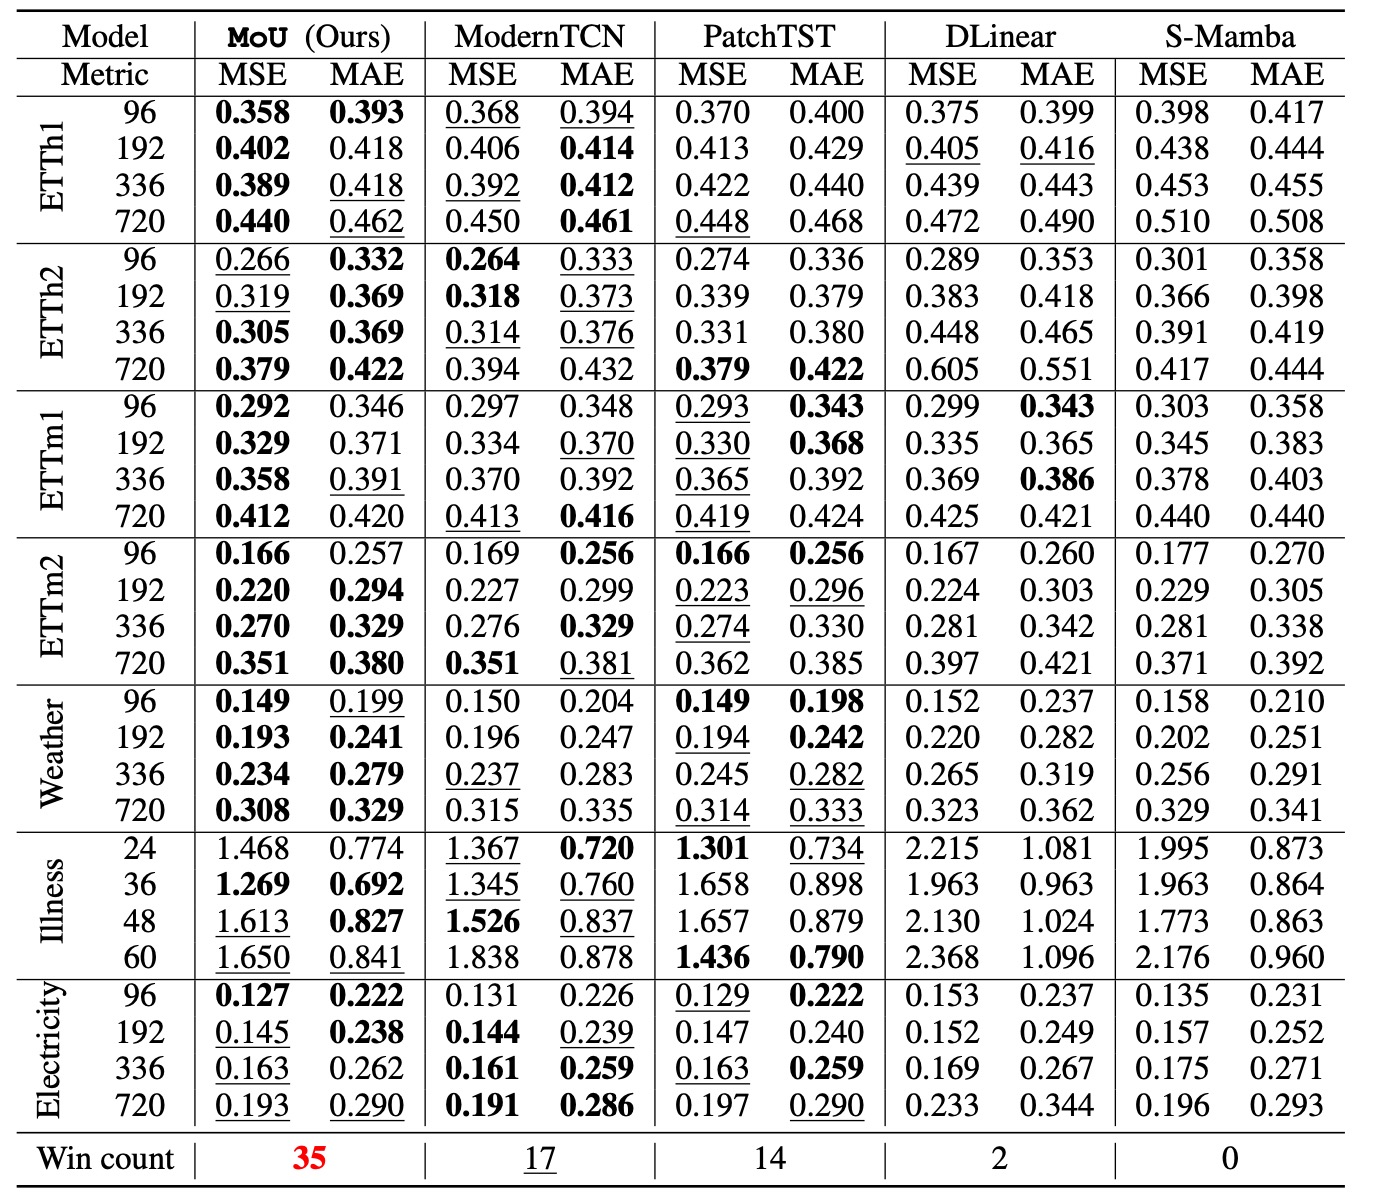 Model MoU (Ours) ModernTCN PatchTST DLinear S-Mamba
Metric MSE MAE MSE MAE MSE MAE MSE MAE MSE MAE
ETTh1
96 0.358 0.393 0.368 0.394 0.370 0.400 0.375 0.399 0.398 0.417
192 0.402 0.418 0.406 0.414 0.413 0.429 0.405 0.416 0.438 0.444
336 0.389 0.418 0.392 0.412 0.422 0.440 0.439 0.443 0.453 0.455
720 0.440 0.462 0.450 0.461 0.448 0.468 0.472 0.490 0.510 0.508
ETTh2
96 0.266 0.332 0.264 0.333 0.274 0.336 0.289 0.353 0.301 0.358
192 0.319 0.369 0.318 0.373 0.339 0.379 0.383 0.418 0.366 0.398
336 0.305 0.369 0.314 0.376 0.331 0.380 0.448 0.465 0.391 0.419
720 0.379 0.422 0.394 0.432 0.379 0.422 0.605 0.551 0.417 0.444
ETTm1
96 0.292 0.346 0.297 0.348 0.293 0.343 0.299 0.343 0.303 0.358
192 0.329 0.371 0.334 0.370 0.330 0.368 0.335 0.365 0.345 0.383
336 0.358 0.391 0.370 0.392 0.365 0.392 0.369 0.386 0.378 0.403
720 0.412 0.420 0.413 0.416 0.419 0.424 0.425 0.421 0.440 0.440
ETTm2
96 0.166 0.257 0.169 0.256 0.166 0.256 0.167 0.260 0.177 0.270
192 0.220 0.294 0.227 0.299 0.223 0.296 0.224 0.303 0.229 0.305
336 0.270 0.329 0.276 0.329 0.274 0.330 0.281 0.342 0.281 0.338
720 0.351 0.380 0.351 0.381 0.362 0.385 0.397 0.421 0.371 0.392
Weather
96 0.149 0.199 0.150 0.204 0.149 0.198 0.152 0.237 0.158 0.210
192 0.193 0.241 0.196 0.247 0.194 0.242 0.220 0.282 0.202 0.251
336 0.234 0.279 0.237 0.283 0.245 0.282 0.265 0.319 0.256 0.291
720 0.308 0.329 0.315 0.335 0.314 0.333 0.323 0.362 0.329 0.341
Illness
24 1.468 0.774 1.367 0.720 1.301 0.734 2.215 1.081 1.995 0.873
36 1.269 0.692 1.345 0.760 1.658 0.898 1.963 0.963 1.963 0.864
48 1.613 0.827 1.526 0.837 1.657 0.879 2.130 1.024 1.773 0.863
60 1.650 0.841 1.838 0.878 1.436 0.790 2.368 1.096 2.176 0.960
Electricity
96 0.127 0.222 0.131 0.226 0.129 0.222 0.153 0.237 0.135 0.231
192 0.145 0.238 0.144 0.239 0.147 0.240 0.152 0.249 0.157 0.252
336 0.163 0.262 0.161 0.259 0.163 0.259 0.169 0.267 0.175 0.271
720 0.193 0.290 0.191 0.286 0.197 0.290 0.233 0.344 0.196 0.293
Win count 35 17 14 2 0